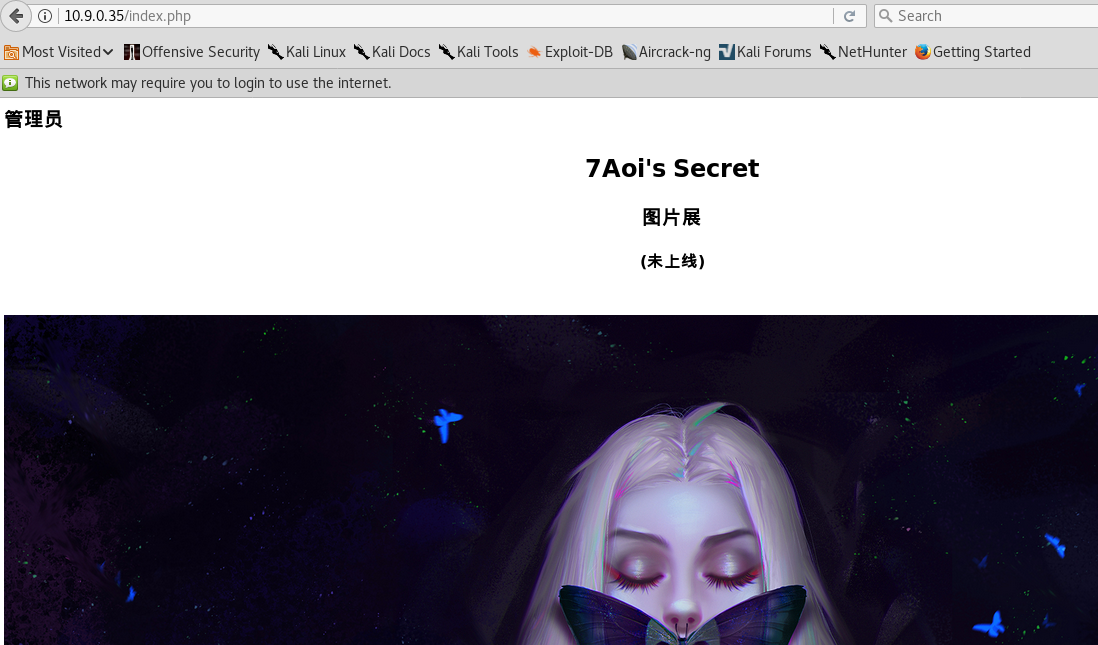 10.9.0.35/index.php
Search
Most Visited Offensive Security Kali Linux Kali Docs Kali Tools Exploit-DB Aircrack-ng Kali Forums NetHunter Getting Started
This network may require you to login to use the internet.
管理员
7Aoi's Secret
图片展
(未上线)